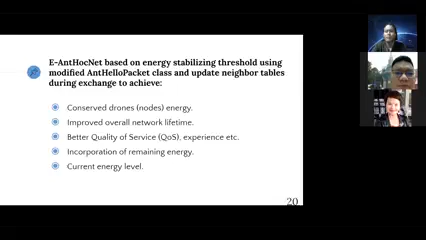 E-AntHocNet based on energy stabilizing threshold using
modified AntHelloPacket class and update neighbor tables
during exchange to achieve:
Conserved drones (nodes) energy.
Improved overall network lifetime.
Better Quality of Service (QoS), experience etc.
Incorporation of remaining energy.
Current energy level.
20